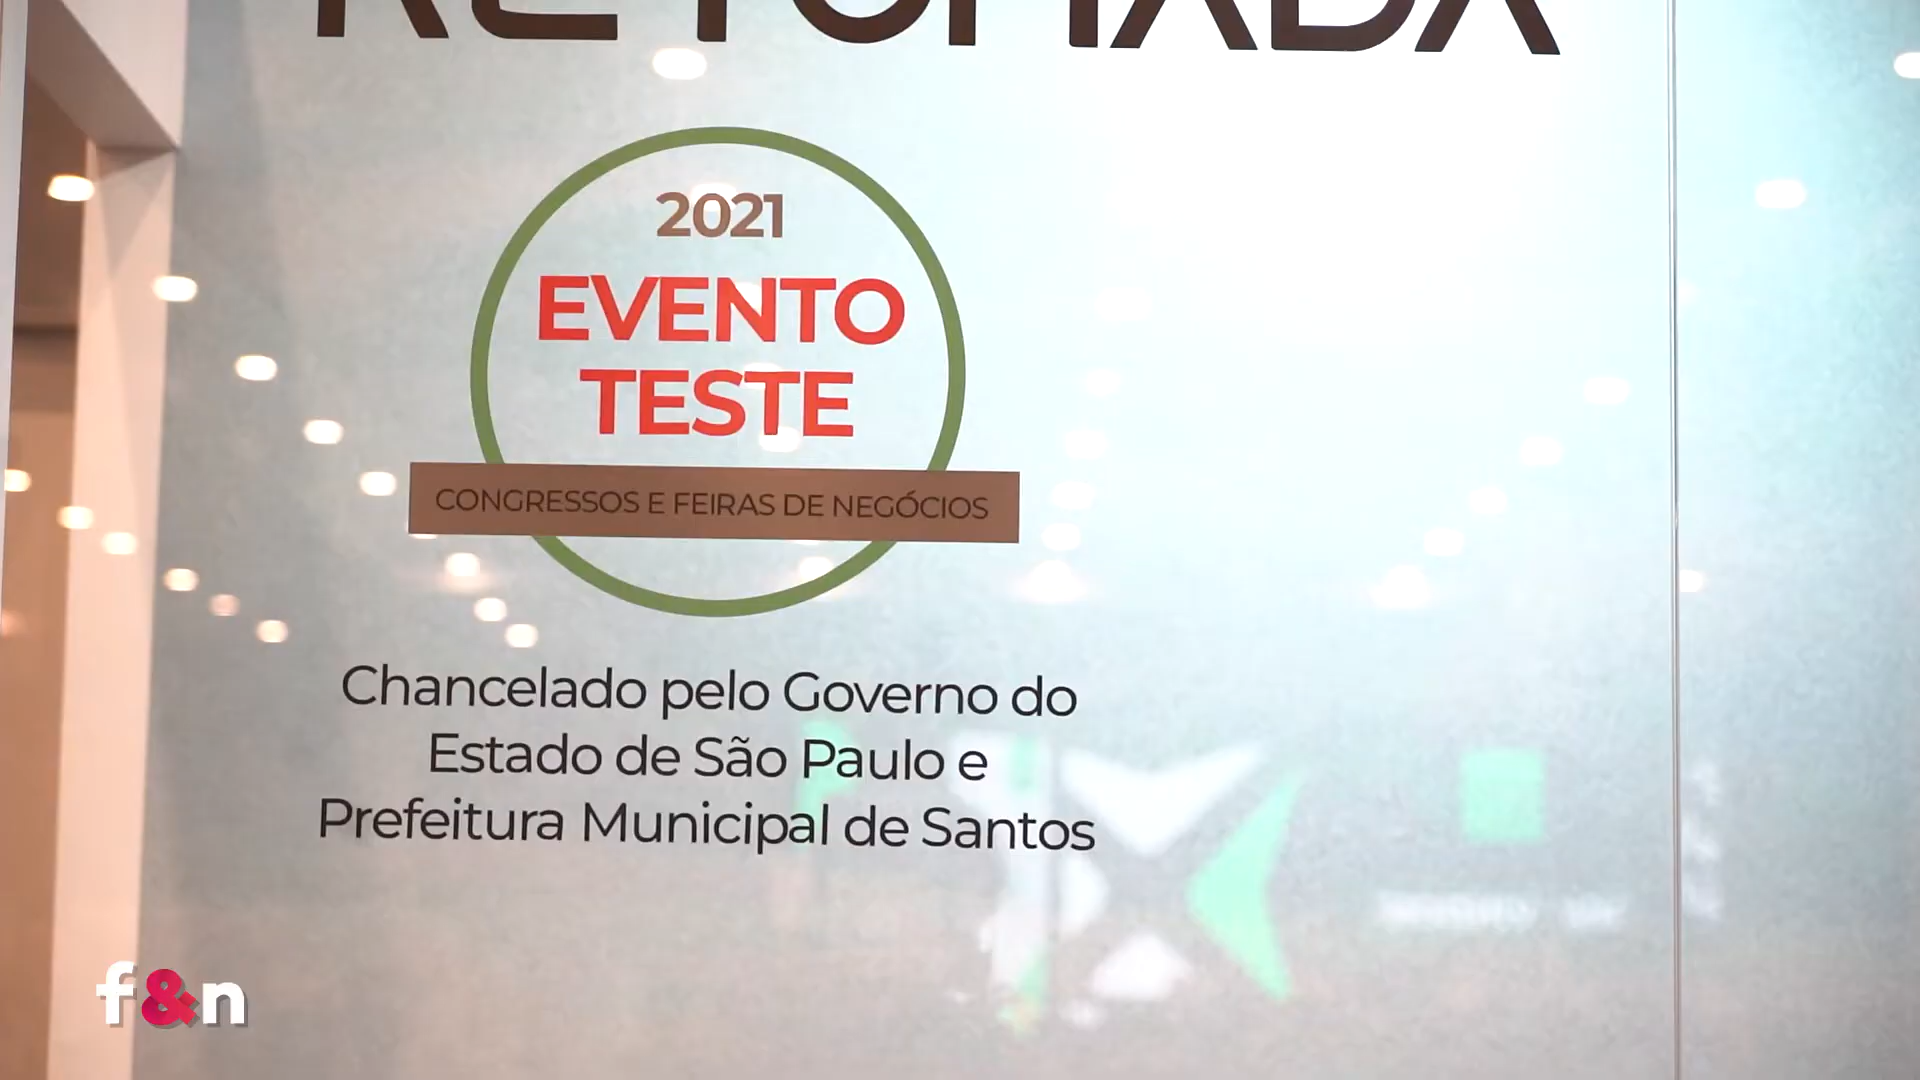 RETOMADA
2021
EVENTO
TESTE
CONGRESSOS E FEIRAS DE NEGÓCIOS
Chancelado pelo Governo do
Estado de São Paulo e
Prefeitura Municipal de Santos
f&n